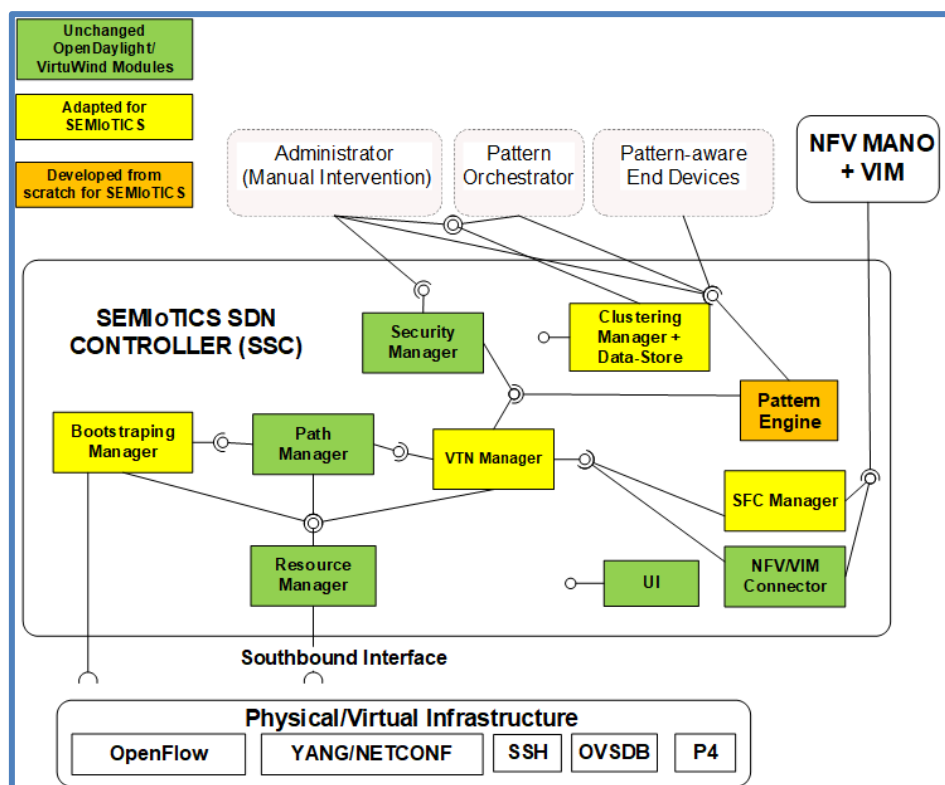 Unchanged
OpenDaylight/
VirtuWind Modules
Adapted for
SEMIoTICS
Developed from
scratch for SEMIoTICS
Administrator
(Manual Intervention)
Pattern
Orchestrator
Pattern-aware
End Devices
NFV MANO
+ VIM
SEMIoTICS SDN
CONTROLLER (SSC)
Security
Manager
Clustering
Manager +
Data-Store
Pattern
Engine
Bootstraping
Manager
Path
Manager
VTN Manager
SFC Manager
Resource
Manager
UI
NFV/VIM
Connector
Southbound Interface
Physical/Virtual Infrastructure
OpenFlow
YANG/NETCONF
SSH
OVSDB
P4